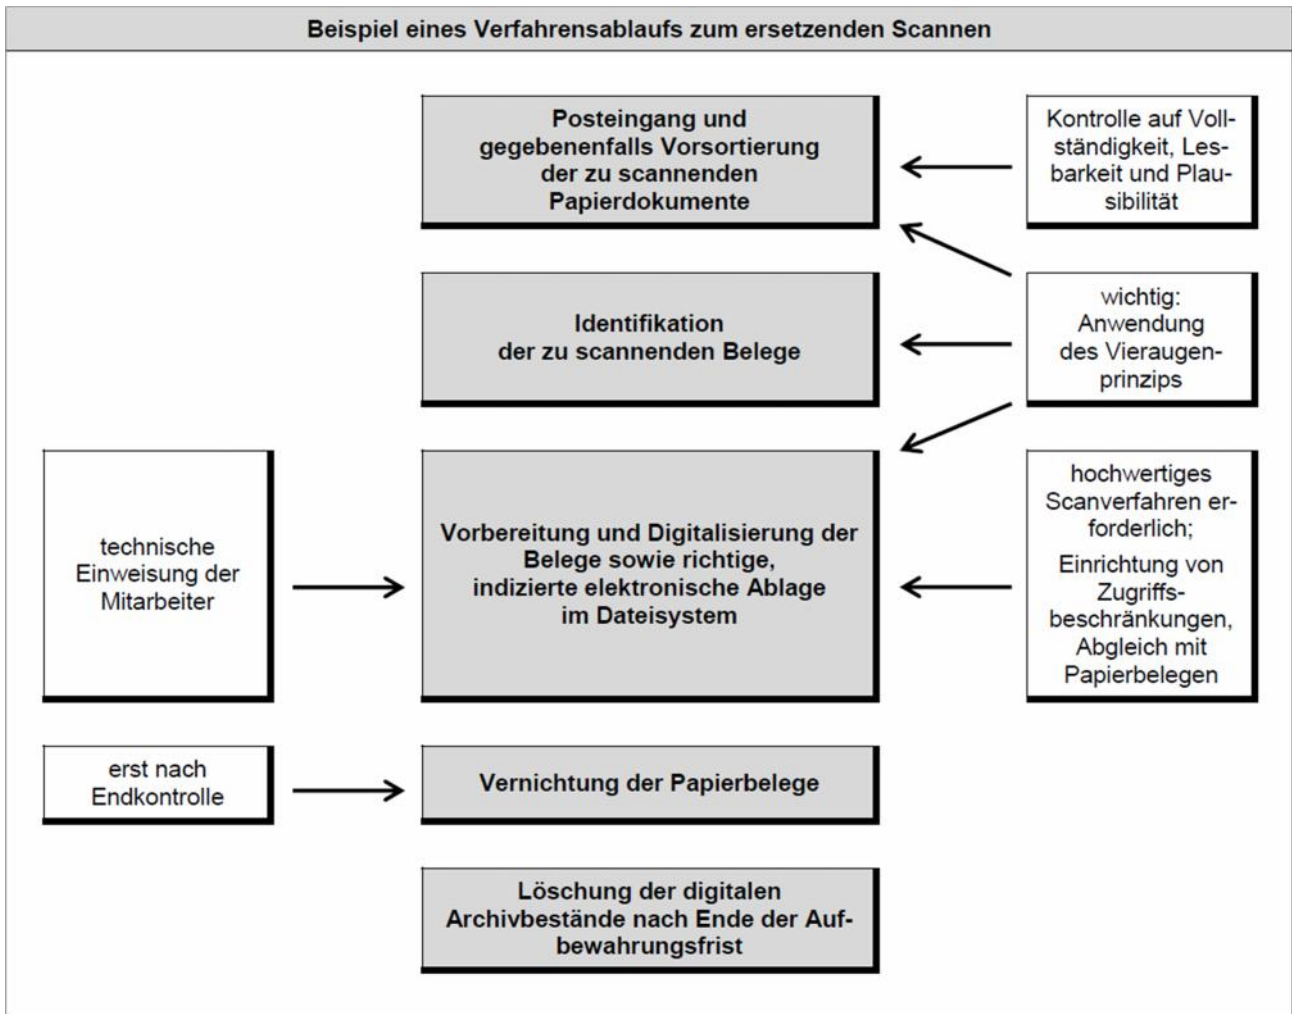 Beispiel eines Verfahrensablaufs zum ersetzenden Scannen
Posteingang und
gegebenenfalls Vorsortierung
der zu scannenden
Papierdokumente
Kontrolle auf Voll-
ständigkeit, Les-
barkeit und Plau-
sibilität
Identifikation
der zu scannenden Belege
wichtig:
Anwendung
des Vieraugen-
prinzips
technische
Einweisung der
Mitarbeiter
Vorbereitung und Digitalisierung der
Belege sowie richtige,
indizierte elektronische Ablage
im Dateisystem
hochwertiges
Scanverfahren er-
forderlich;
Einrichtung von
Zugriffs-
beschränkungen,
Abgleich mit
Papierbelegen
erst nach
Endkontrolle
Vernichtung der Papierbelege
Löschung der digitalen
Archivbestände nach Ende der Auf-
bewahrungsfrist